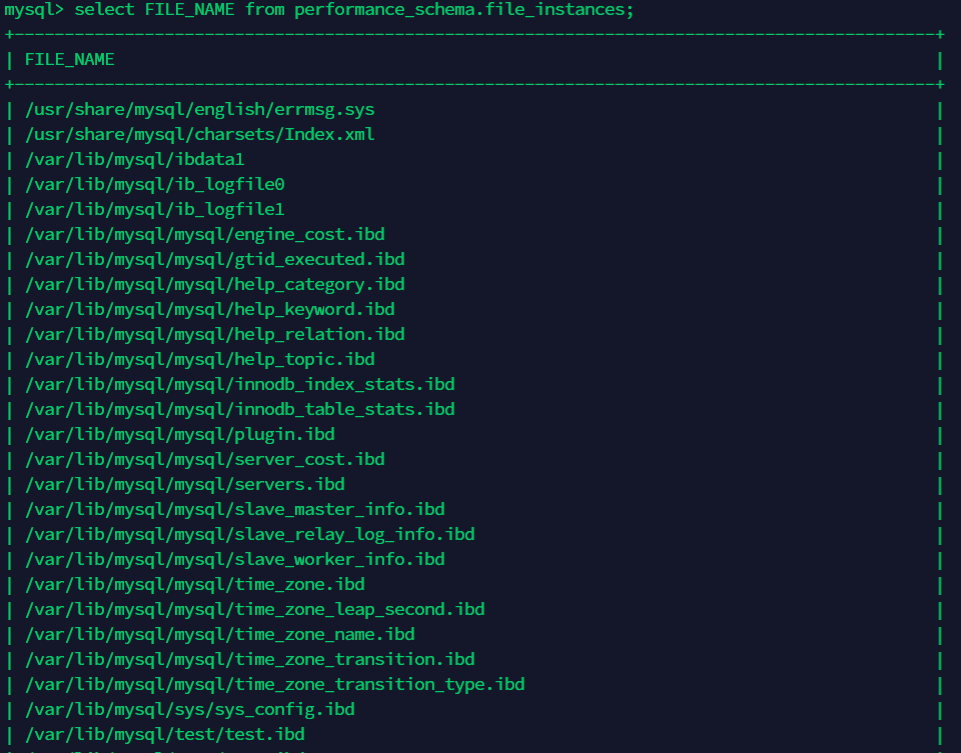 mysql> select FILE_NAME from performance_schema.file_instances;
+--------------------------------------------------------------------------------------------+
| FILE_NAME |
+--------------------------------------------------------------------------------------------+
| /usr/share/mysql/english/errmsg.sys |
| /usr/share/mysql/charsets/Index.xml |
| /var/lib/mysql/ibdata1 |
| /var/lib/mysql/ib_logfile0 |
| /var/lib/mysql/ib_logfile1 |
| /var/lib/mysql/mysql/engine_cost.ibd |
| /var/lib/mysql/mysql/gtid_executed.ibd |
| /var/lib/mysql/mysql/help_category.ibd |
| /var/lib/mysql/mysql/help_keyword.ibd |
| /var/lib/mysql/mysql/help_relation.ibd |
| /var/lib/mysql/mysql/help_topic.ibd |
| /var/lib/mysql/mysql/innodb_index_stats.ibd |
| /var/lib/mysql/mysql/innodb_table_stats.ibd |
| /var/lib/mysql/mysql/plugin.ibd |
| /var/lib/mysql/mysql/server_cost.ibd |
| /var/lib/mysql/mysql/servers.ibd |
| /var/lib/mysql/mysql/slave_master_info.ibd |
| /var/lib/mysql/mysql/slave_relay_log_info.ibd |
| /var/lib/mysql/mysql/slave_worker_info.ibd |
| /var/lib/mysql/mysql/time_zone.ibd |
| /var/lib/mysql/mysql/time_zone_leap_second.ibd |
| /var/lib/mysql/mysql/time_zone_name.ibd |
| /var/lib/mysql/mysql/time_zone_transition.ibd |
| /var/lib/mysql/mysql/time_zone_transition_type.ibd |
| /var/lib/mysql/sys/sys_config.ibd |
| /var/lib/mysql/test/test.ibd |